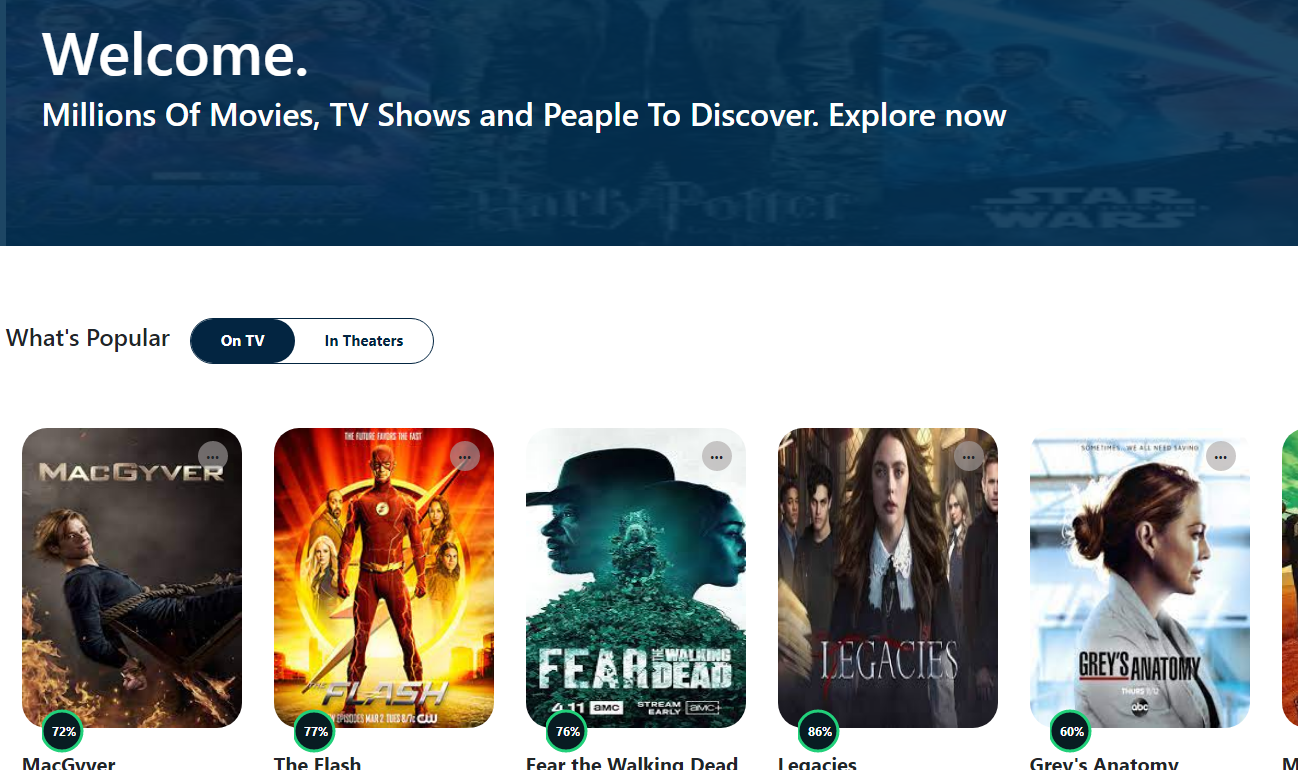 Welcome.
Millions Of Movies, TV Shows and Peaple To Discover. Explore now
Harry Potter
STAR
WARS
What's Popular
On TV
In Theaters
MACGYVER
72%
MacGyver
THE FUTURE FAVORS THE FAST
THE
FLASH
EPISODES MAR 2 TUES 8/7c CW
77%
The Flash
FEAR THE WALKING
DEAD
4.11 amc STREAM
EARLY amc+
76%
Fear the Walking Dead
LEGACIES
86%
Legacies
SOMETIMES...WE ALL NEED SAVING
GREY'S ANATOMY
THURS 11/12
abc
60%
Grey's Anatomy
M